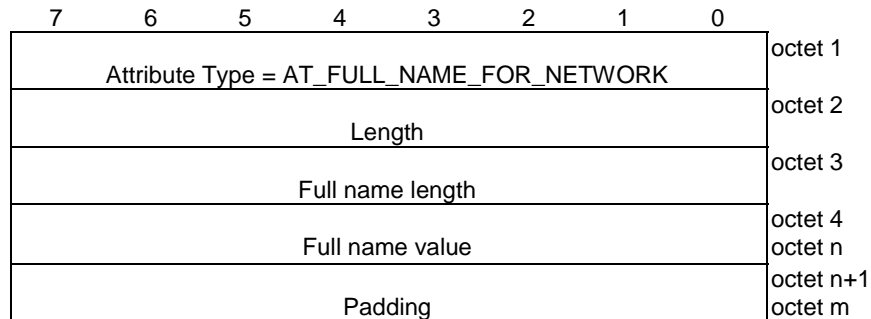 7 6 5 4 3 2 1 0
octet 1
Attribute Type = AT_FULL_NAME_FOR_NETWORK
octet 2
Length
octet 3
Full name length
octet 4
Full name value octet n
octet n+1
Padding octet m